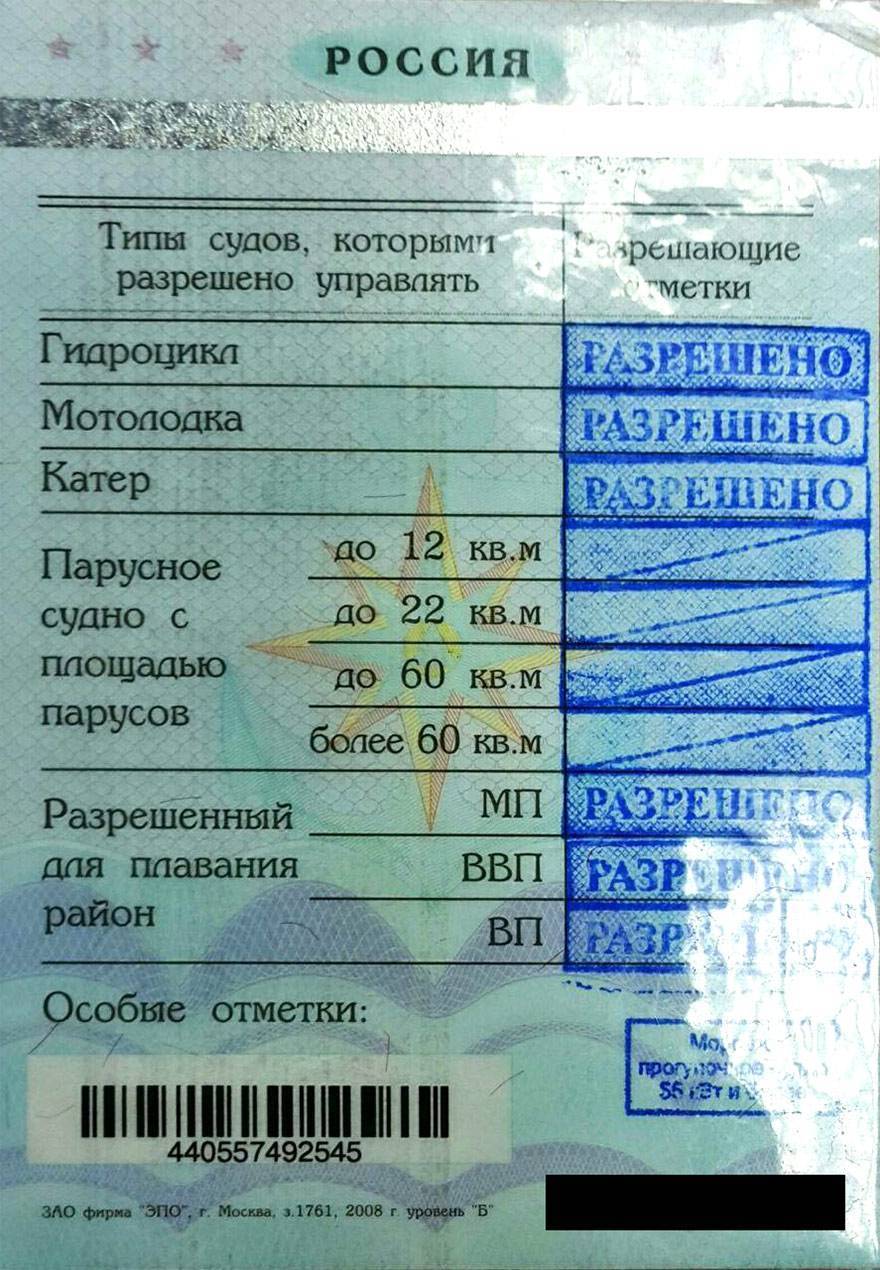 РОССИЯ
Типы судов, которыми разрешено управлять
Разрешающие отметки
Гидроцикл РАЗРЕШЕНО
Мотолодка РАЗРЕШЕНО
Катер РАЗРЕШЕНО
Парусное судно с площадью парусов
до 12 кв.м
до 22 кв.м
до 60 кв.м
более 60 кв.м
Разрешенный для плавания район
МП РАЗРЕШЕНО
ВВП РАЗРЕШЕНО
ВП
Особые отметки:
440557492545
ЗАО фирма "ЭПО", г. Москва, з.1761, 2008 г. уровень "Б"